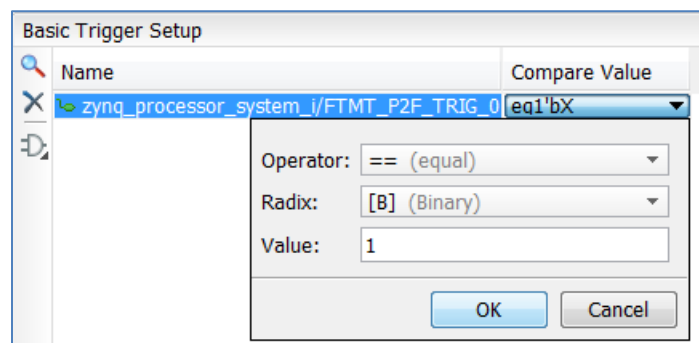 Basic Trigger Setup
Name Compare Value
zynq_processor_system_i/FTMT_P2F_TRIG_0 eq1'bX
Operator: == (equal)
Radix: [B] (Binary)
Value: 1
OK Cancel